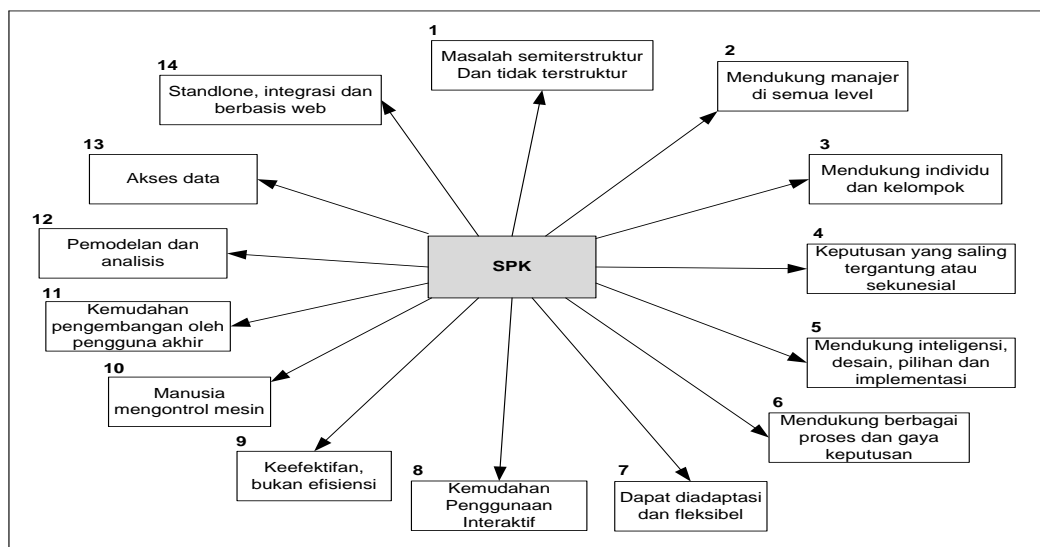 1
Masalah semiterstruktur
Dan tidak terstruktur
2
Mendukung manajer
di semua level
3
Mendukung individu
dan kelompok
4
Keputusan yang saling
tergantung atau
sekunesial
5
Mendukung inteligensi,
desain, pilihan dan
implementasi
6
Mendukung berbagai
proses dan gaya
keputusan
7
Dapat diadaptasi
dan fleksibel
8
Kemudahan
Penggunaan
Interaktif
9
Keefektifan,
bukan efisiensi
10
Manusia
mengontrol mesin
11
Kemudahan
pengembangan oleh
pengguna akhir
12
Pemodelan dan
analisis
13
Akses data
14
Standlone, integrasi dan
berbasis web
SPK